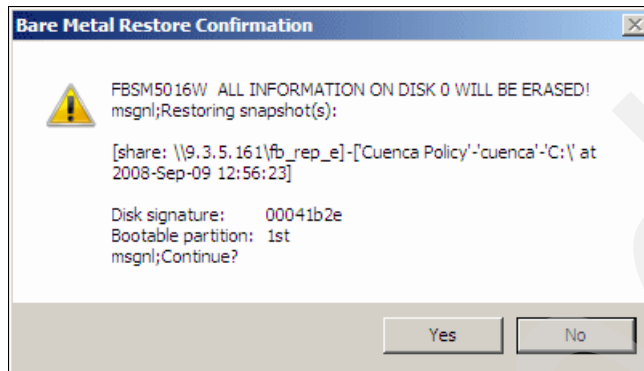 Bare Metal Restore Confirmation
FBSM5016W ALL INFORMATION ON DISK 0 WILL BE ERASED!
msgnl;Restoring snapshot(s):
[share: \\9.3.5.161\fb_rep_e]-['Cuenca Policy'-'cuenca'-'C:\' at
2008-Sep-09 12:56:23]
Disk signature: 00041b2e
Bootable partition: 1st
msgnl;Continue?
Yes No